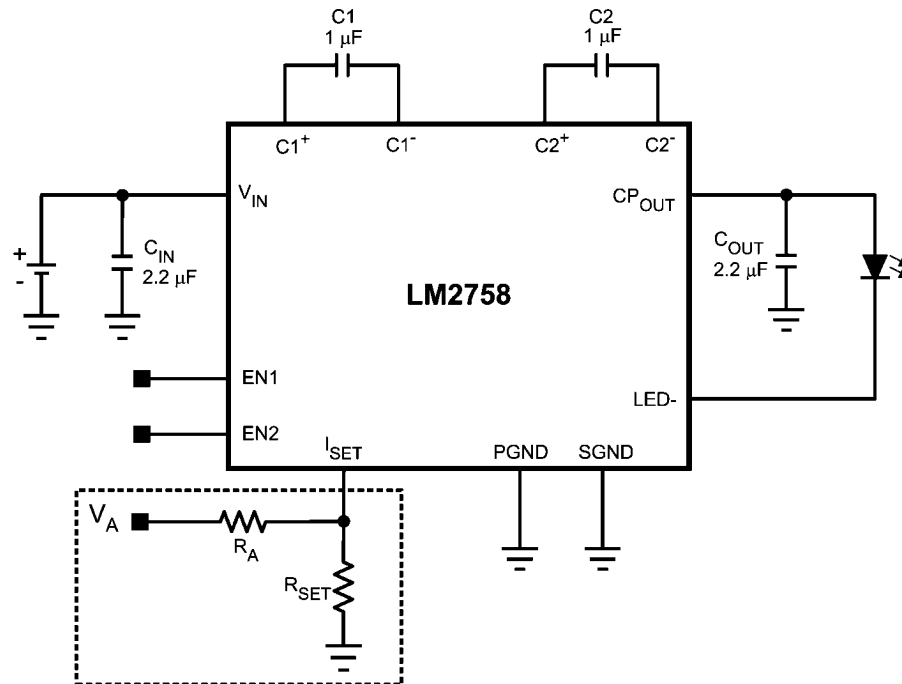 C1
1 µF
C2
1 µF
C1+
C1-
C2+
C2-
VIN
CPOUT
+
-
CIN
2.2 µF
COUT
2.2 µF
LM2758
EN1
LED-
EN2
ISET
PGND
SGND
VA
RA
RSET